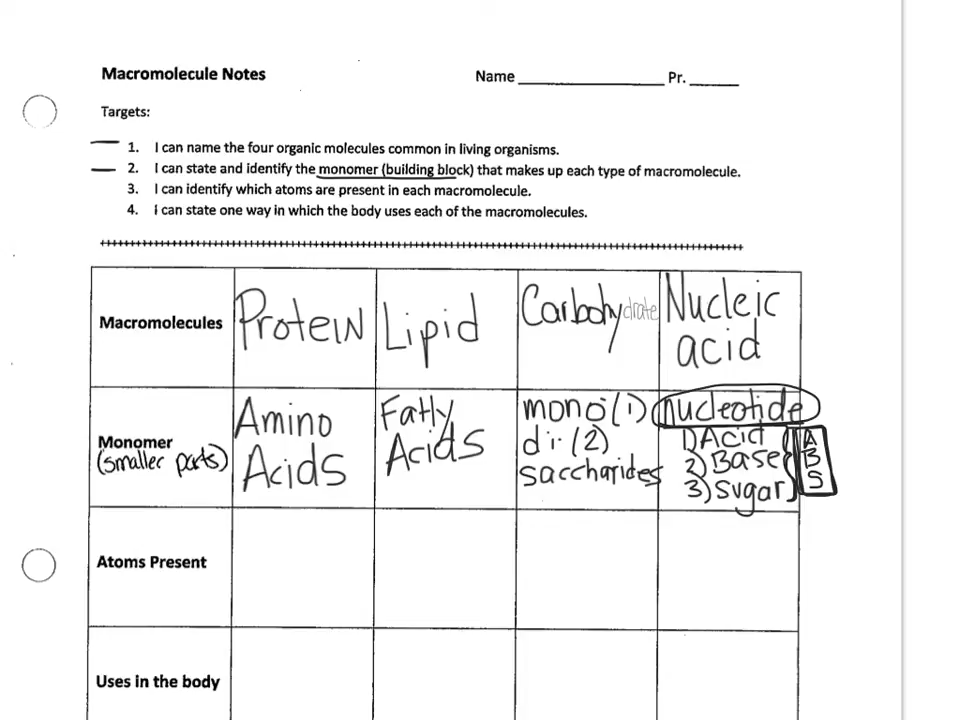 Macromolecule Notes
Name ____________ Pr. _____
Targets:
1. I can name the four organic molecules common in living organisms.
2. I can state and identify the monomer (building block) that makes up each type of macromolecule.
3. I can identify which atoms are present in each macromolecule.
4. I can state one way in which the body uses each of the macromolecules.
Macromolecules
Protein
Lipid
Carbohydrate
Nucleic
acid
Monomer
(smaller parts)
Amino
Acids
Fatty
Acids
mono (1)
di (2)
saccharides
nucleotide
1) Acid
2) Base
3) sugar
A
B
S
Atoms Present
Uses in the body